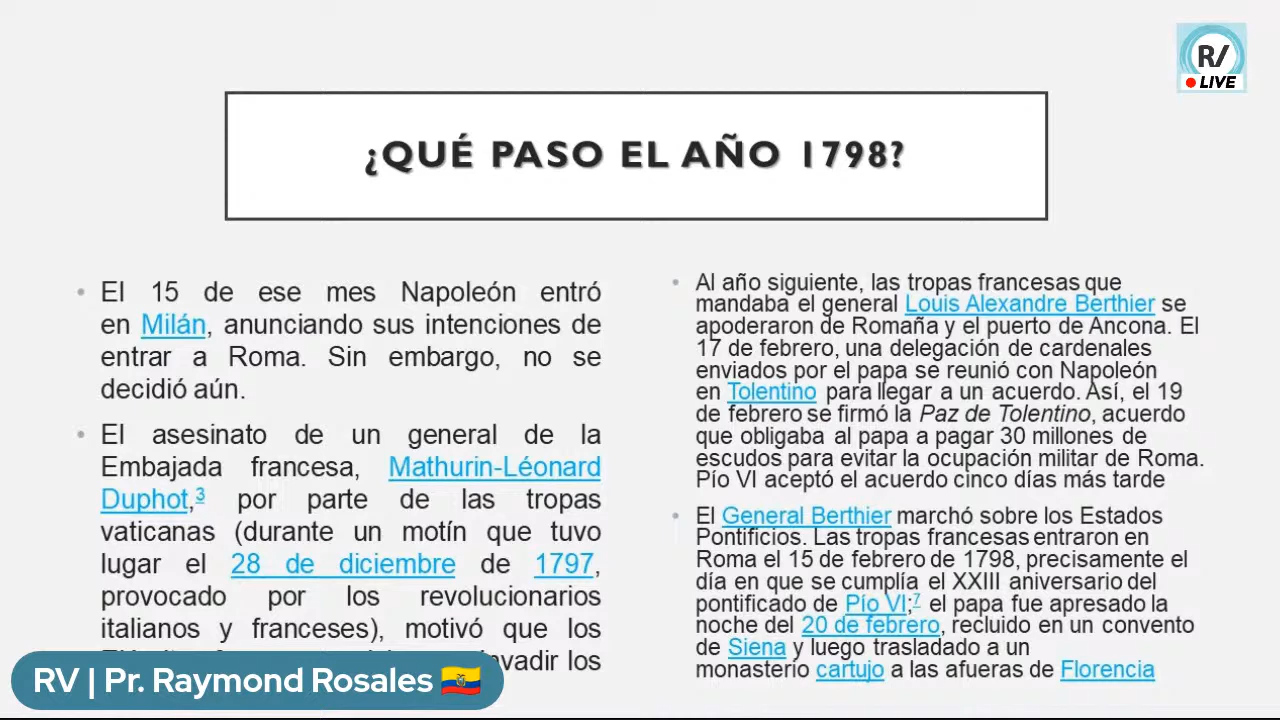 R/
LIVE
¿QUÉ PASO EL AÑO 1798?
• El 15 de ese mes Napoleón entró
en Milán, anunciando sus intenciones de
entrar a Roma. Sin embargo, no se
decidió aún.
• El asesinato de un general de la
Embajada francesa, Mathurin-Léonard
Duphot,3 por parte de las tropas
vaticanas (durante un motín que tuvo
lugar el 28 de diciembre de 1797,
provocado por los revolucionarios
italianos y franceses), motivó que los
invadir los
• Al año siguiente, las tropas francesas que
mandaba el general Louis Alexandre Berthier se
apoderaron de Romaña y el puerto de Ancona. El
17 de febrero, una delegación de cardenales
enviados por el papa se reunió con Napoleón
en Tolentino para llegar a un acuerdo. Así, el 19
de febrero se firmó la Paz de Tolentino, acuerdo
que obligaba al papa a pagar 30 millones de
escudos para evitar la ocupación militar de Roma.
Pío VI aceptó el acuerdo cinco días más tarde
• El General Berthier marchó sobre los Estados
Pontificios. Las tropas francesas entraron en
Roma el 15 de febrero de 1798, precisamente el
día en que se cumplía el XXIII aniversario del
pontificado de Pío VI;7 el papa fue apresado la
noche del 20 de febrero, recluido en un convento
de Siena y luego trasladado a un
monasterio cartujo a las afueras de Florencia
RV | Pr. Raymond Rosales